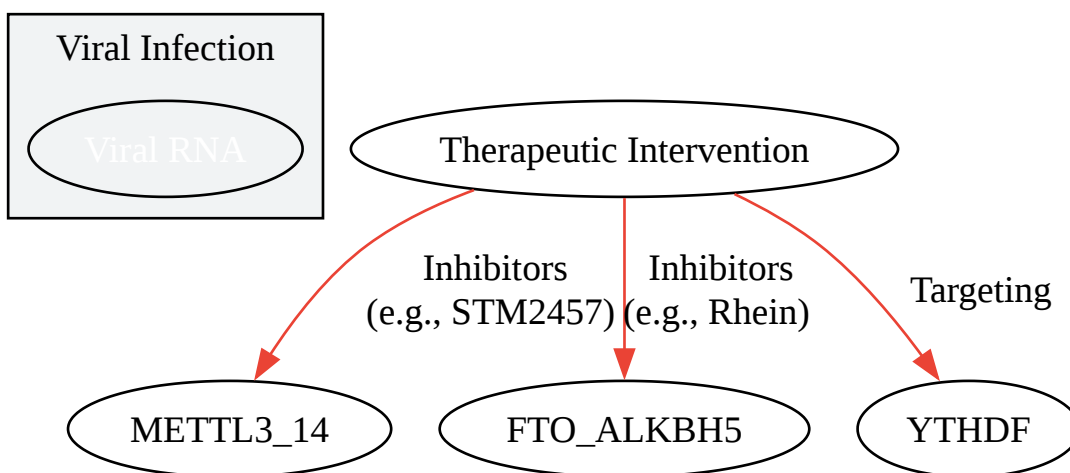 Viral Infection
Viral RNA
Therapeutic Intervention
Inhibitors
(e.g., STM2457)
Inhibitors
(e.g., Rhein)
Targeting
METTL3_14
FTO_ALKBH5
YTHDF